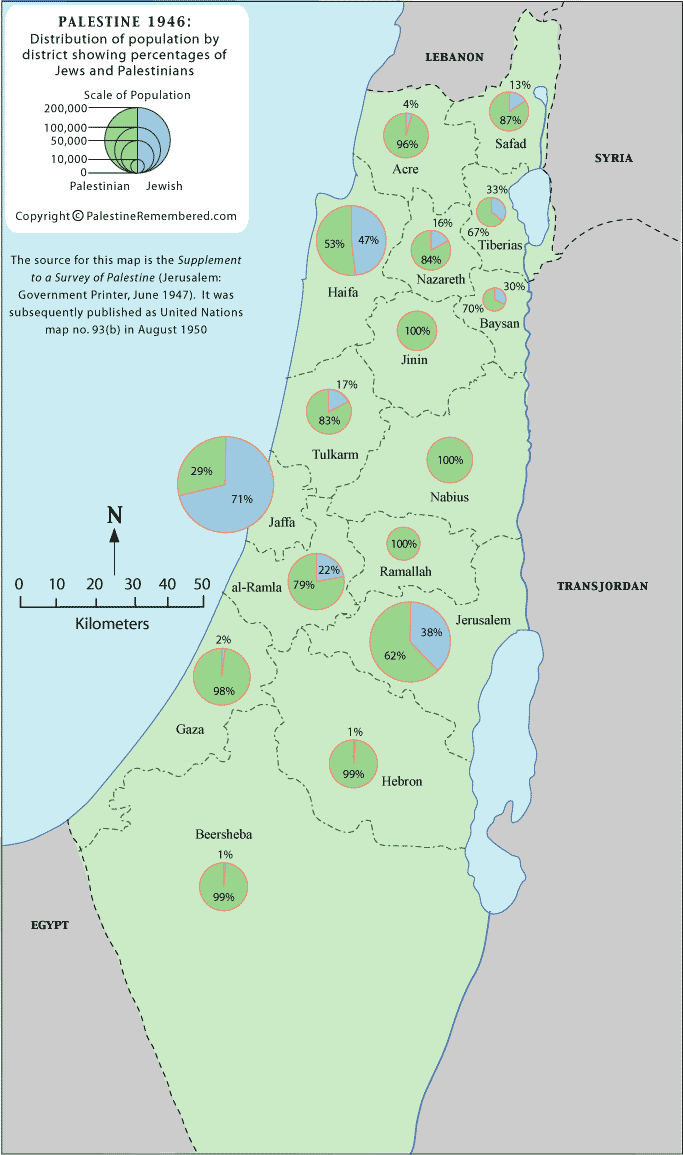 PALESTINE 1946:
Distribution of population by
district showing percentages of
Jews and Palestinians
Scale of Population
200,000
100,000
50,000
10,000
0
Palestinian Jewish
Copyright © PalestineRemembered.com
The source for this map is the Supplement
to a Survey of Palestine (Jerusalem:
Government Printer, June 1947). It was
subsequently published as United Nations
map no. 93(b) in August 1950
LEBANON
SYRIA
TRANSJORDAN
EGYPT
4%
96%
Acre
13%
87%
Safad
33%
67%
Tiberias
53% 47%
Haifa
16%
84%
Nazareth
30%
70%
Baysan
100%
Jinin
17%
83%
Tulkarm
100%
Nabius
29%
71%
Jaffa
100%
Ramallah
al-Ramla
22%
79%
Jerusalem
38%
62%
2%
98%
Gaza
1%
99%
Hebron
Beersheba
1%
99%
N
0 10 20 30 40 50
Kilometers